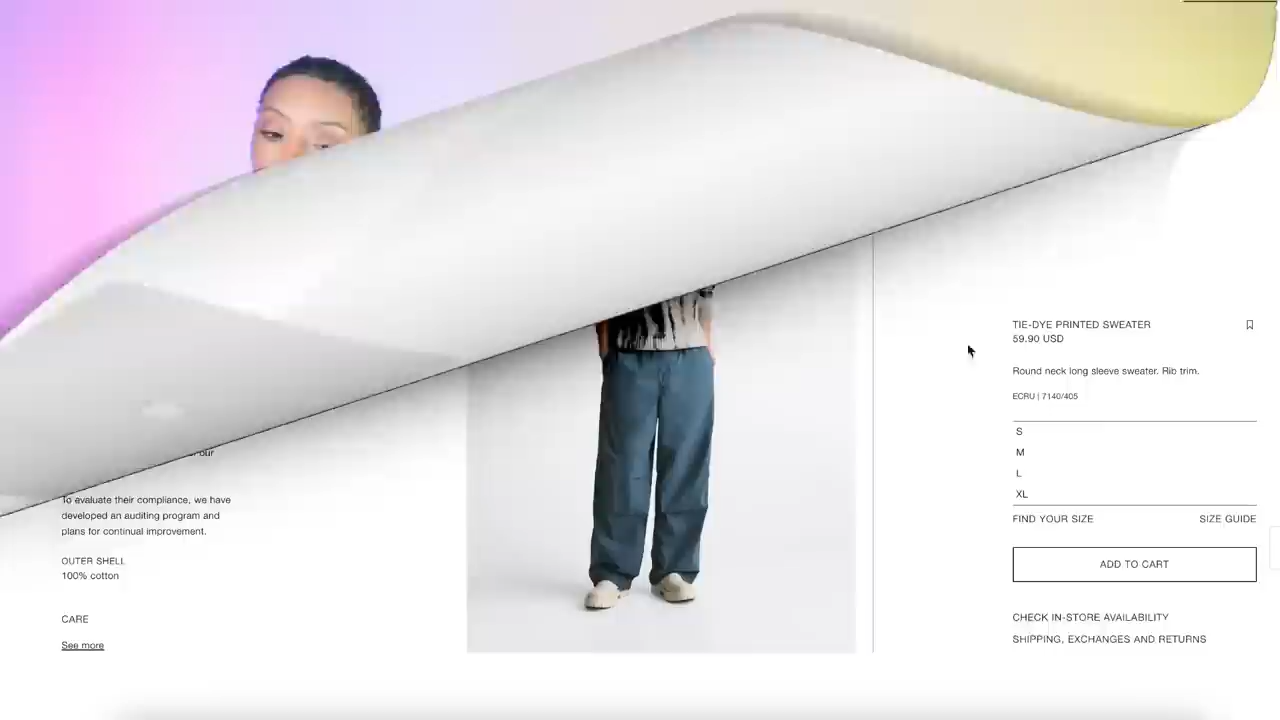 our
To evaluate their compliance, we have
developed an auditing program and
plans for continual improvement.
OUTER SHELL
100% cotton
CARE
See more
TIE-DYE PRINTED SWEATER
59.90 USD
Round neck long sleeve sweater. Rib trim.
ECRU | 7140/405
S
M
L
XL
FIND YOUR SIZE
SIZE GUIDE
ADD TO CART
CHECK IN-STORE AVAILABILITY
SHIPPING, EXCHANGES AND RETURNS